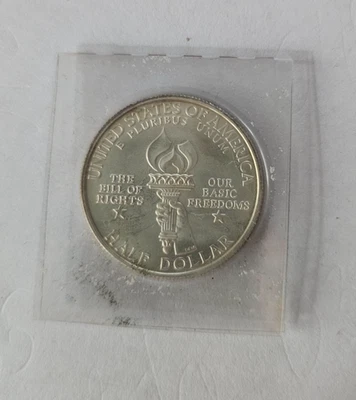 UNITED STATES OF AMERICA
E PLURIBUS UNUM
THE
BILL OF
RIGHTS
OUR
BASIC
FREEDOMS
HALF DOLLAR